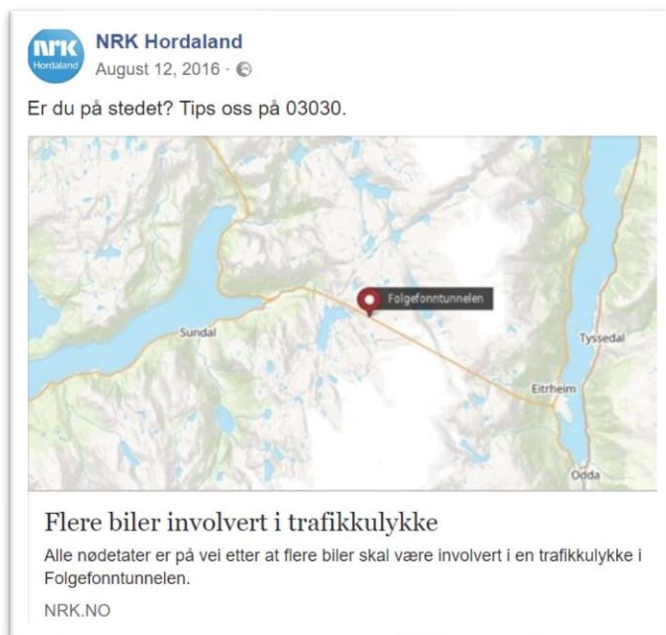 NRK
Hordaland
NRK Hordaland
August 12, 2016 ·
Er du på stedet? Tips oss på 03030.
Folgefonntunnelen
Sundal
Tyssedal
Eitrheim
Odda
Flere biler involvert i trafikkulykke
Alle nødetater er på vei etter at flere biler skal være involvert i en trafikkulykke i
Folgefonntunnelen.
NRK.NO